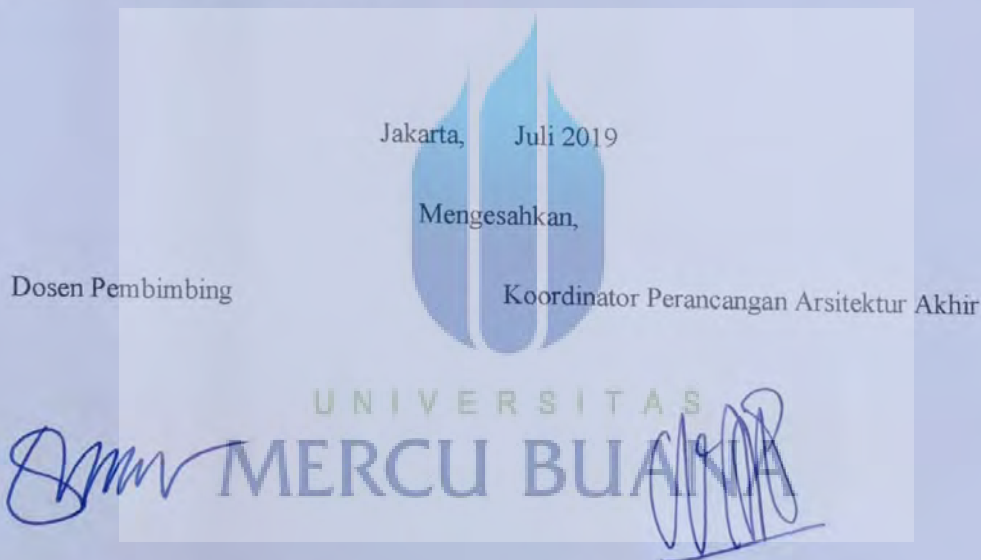 Jakarta, Juli 2019
Mengesahkan,
Dosen Pembimbing Koordinator Perancangan Arsitektur Akhir
UNIVERSITAS
MERCU BUANA